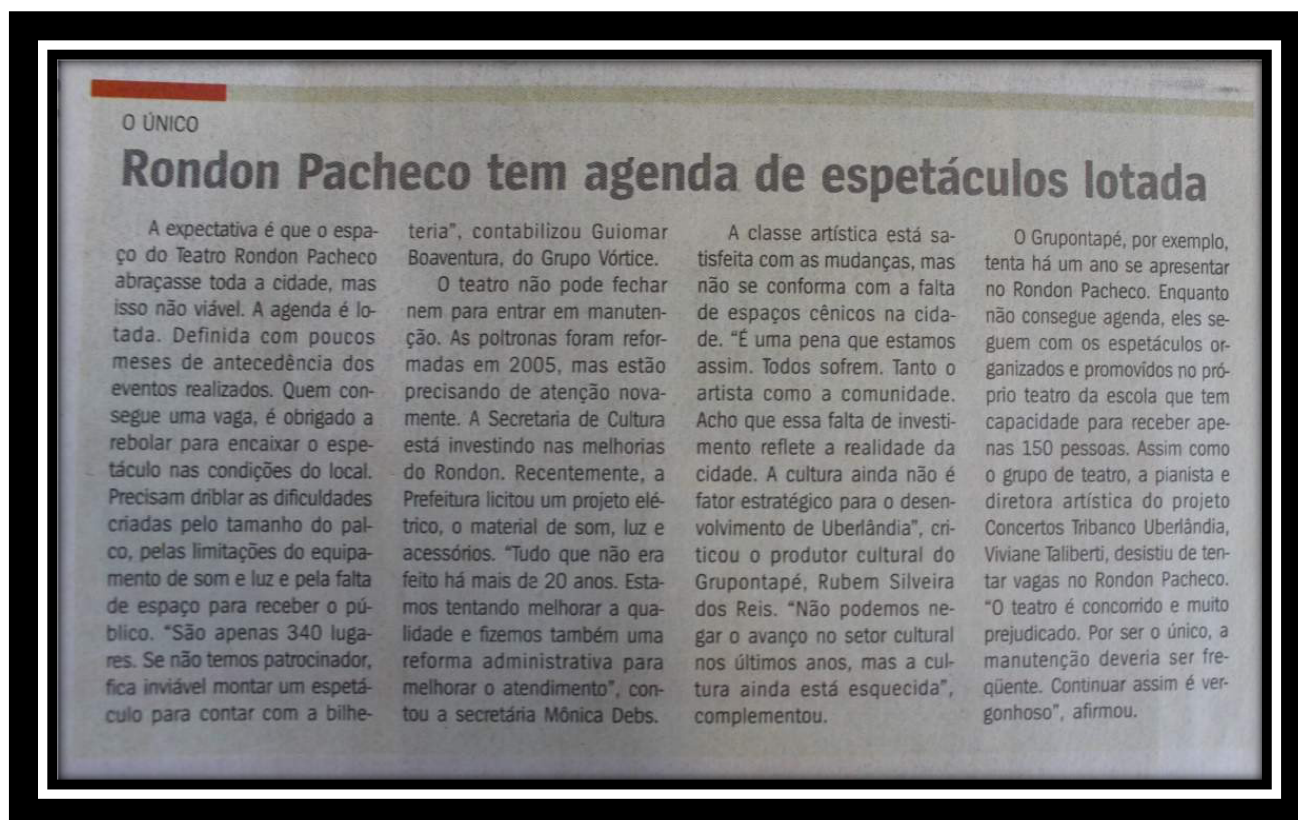 O ÚNICO
Rondon Pacheco tem agenda de espetáculos lotada
A expectativa é que o espa-
ço do Teatro Rondon Pacheco
abraçasse toda a cidade, mas
isso não viável. A agenda é lo-
tada. Definida com poucos
meses de antecedência dos
eventos realizados. Quem con-
segue uma vaga, é obrigado a
rebolar para encaixar o espe-
táculo nas condições do local.
Precisam driblar as dificuldades
criadas pelo tamanho do pal-
co, pelas limitações do equipa-
mento de som e luz e pela falta
de espaço para receber o pú-
blico. “São apenas 340 luga-
res. Se não temos patrocinador,
fica inviável montar um espetá-
culo para contar com a bilhe-
teria”, contabilizou Guiomar
Boaventura, do Grupo Vórtice.
O teatro não pode fechar
nem para entrar em manuten-
ção. As poltronas foram refor-
madas em 2005, mas estão
precisando de atenção nova-
mente. A Secretaria de Cultura
está investindo nas melhorias
do Rondon. Recentemente, a
Prefeitura licitou um projeto elé-
trico, o material de som, luz e
acessórios. “Tudo que não era
feito há mais de 20 anos. Esta-
mos tentando melhorar a qua-
lidade e fizemos também uma
reforma administrativa para
melhorar o atendimento”, con-
tou a secretária Mônica Debs.
A classe artística está sa-
tisfeita com as mudanças, mas
não se conforma com a falta
de espaços cênicos na cida-
de. “É uma pena que estamos
assim. Todos sofrem. Tanto o
artista como a comunidade.
Acho que essa falta de investi-
mento reflete a realidade da
cidade. A cultura ainda não é
fator estratégico para o desen-
volvimento de Uberlândia”, cri-
ticou o produtor cultural do
Grupontapé, Rubem Silveira
dos Reis. “Não podemos ne-
gar o avanço no setor cultural
nos últimos anos, mas a cul-
tura ainda está esquecida”,
complementou.
O Grupontapé, por exemplo,
tenta há um ano se apresentar
no Rondon Pacheco. Enquanto
não consegue agenda, eles se-
guem com os espetáculos or-
ganizados e promovidos no pró-
prio teatro da escola que tem
capacidade para receber ape-
nas 150 pessoas. Assim como
o grupo de teatro, a pianista e
diretora artística do projeto
Concertos Tribanco Uberlândia,
Viviane Taliberti, desistiu de ten-
tar vagas no Rondon Pacheco.
“O teatro é concorrido e muito
prejudicado. Por ser o único, a
manutenção deveria ser fre-
qüente. Continuar assim é ver-
gonhoso”, afirmou.